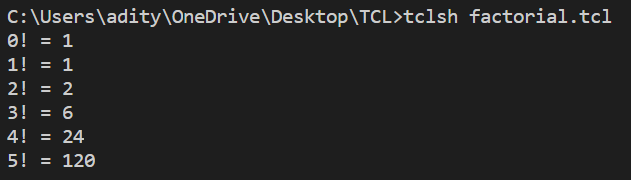 C:\Users\adity\OneDrive\Desktop\TCL>tclsh factorial.tcl
0! = 1
1! = 1
2! = 2
3! = 6
4! = 24
5! = 120